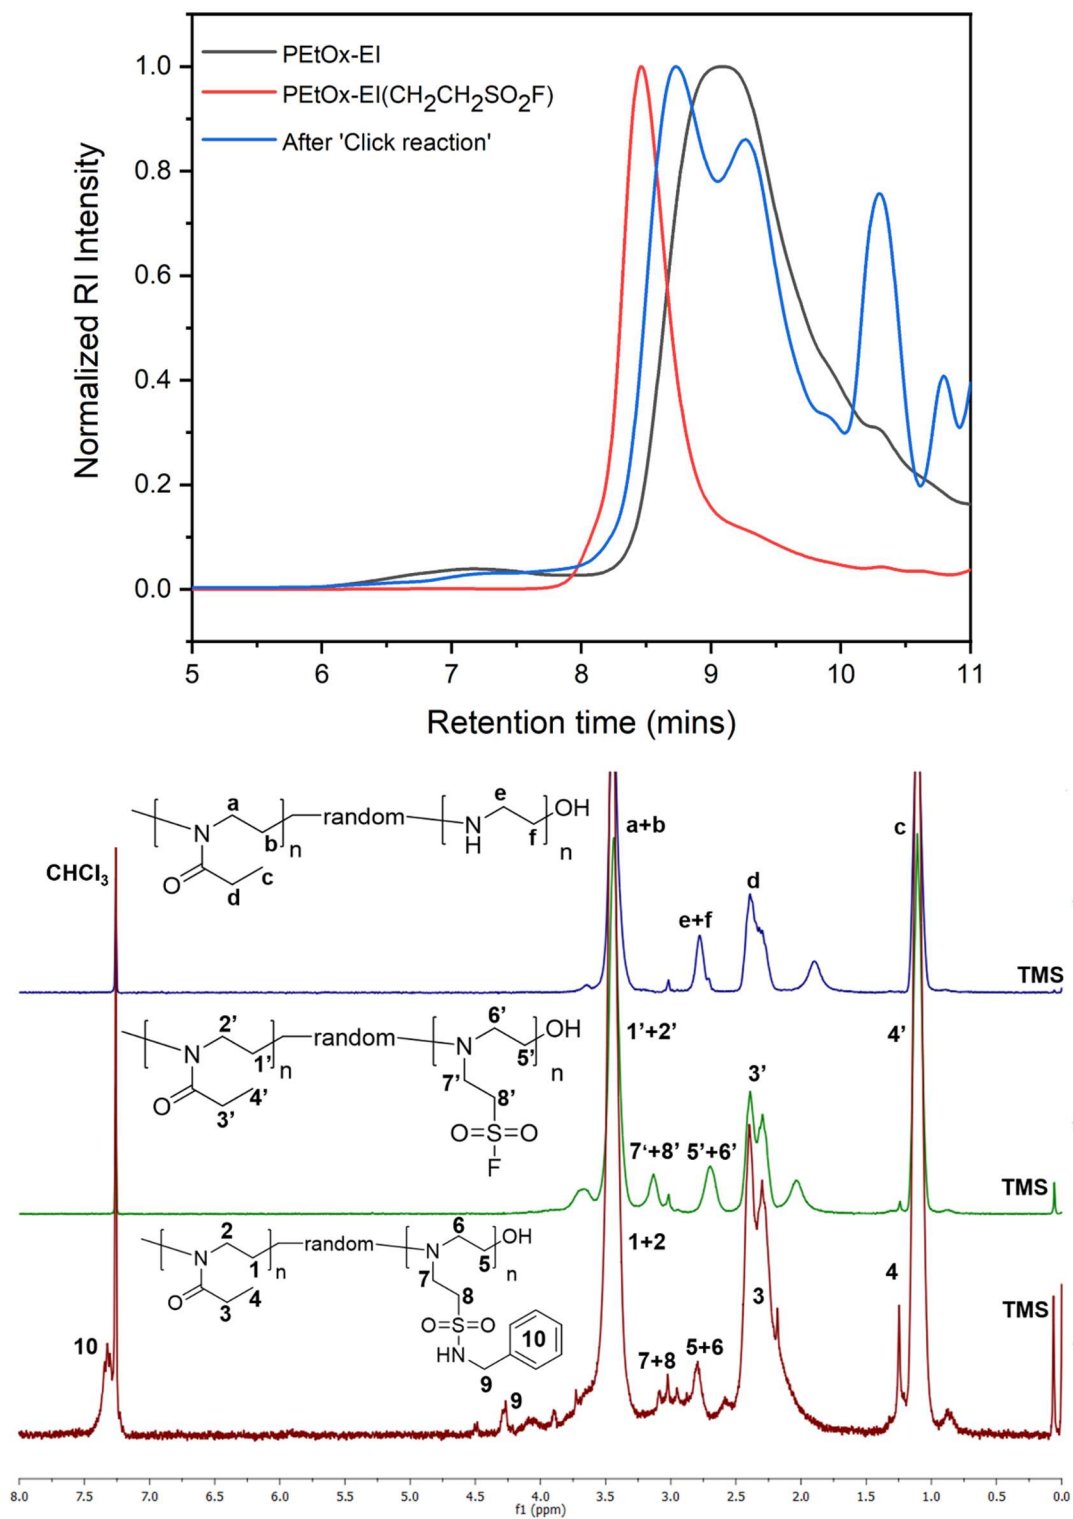 PEtOx-EI
PEtOx-EI(CH2CH2SO2F)
After 'Click reaction'
Normalized RI Intensity
1.0
0.8
0.6
0.4
0.2
0.0
5 6 7 8 9 10 11
Retention time (mins)
CHCl3
a
b
n
random
N
O
c
d
N
H
e
f
OH
n
a+b
e+f
d
c
TMS
2'
1'
n
random
N
O
4'
3'
N
6'
5'
OH
n
7'
8'
O=S=O
F
1'+2'
7'+8'
5'+6'
3'
4'
TMS
2
1
n
random
N
O
3
4
N
6
5
OH
n
7
8
O=S=O
HN
9
10
10
9
1+2
7+8
5+6
3
4
TMS
8.0 7.5 7.0 6.5 6.0 5.5 5.0 4.5 4.0 3.5 3.0 2.5 2.0 1.5 1.0 0.5 0.0
f1 (ppm)